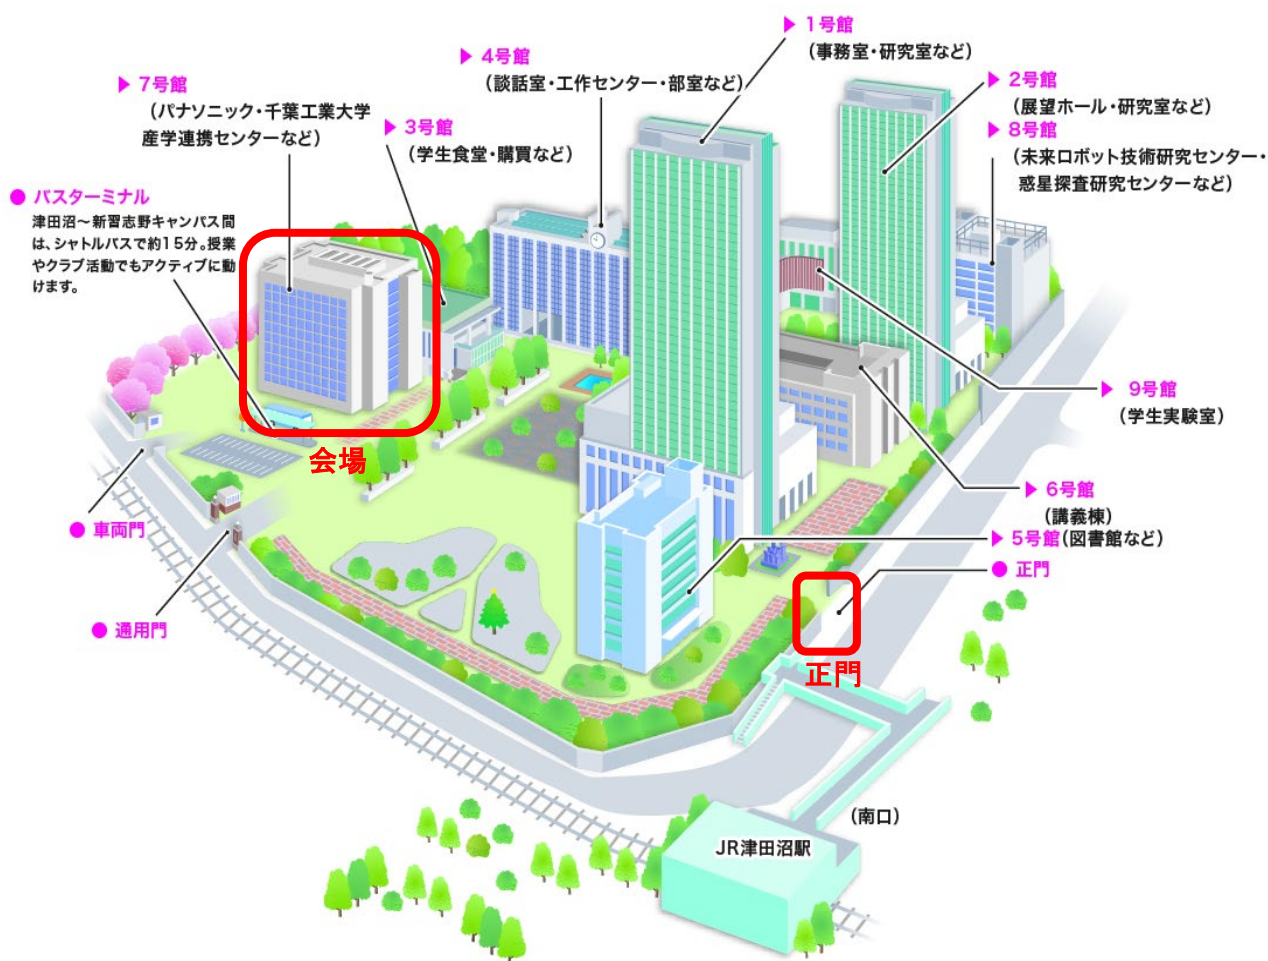 ▶ 1号館
(事務室・研究室など)
▶ 4号館
(談話室・工作センター・部室など)
▶ 2号館
(展望ホール・研究室など)
▶ 7号館
(パナソニック・千葉工業大学
産学連携センターなど)
▶ 3号館
(学生食堂・購買など)
▶ 8号館
(未来ロボット技術研究センター・
惑星探査研究センターなど)
● バスターミナル
津田沼〜新習志野キャンパス間
は、シャトルバスで約15分。授業
やクラブ活動でもアクティブに動
けます。
▶ 9号館
(学生実験室)
会場
▶ 6号館
(講義棟)
● 車両門
▶ 5号館(図書館など)
● 正門
● 通用門
正門
(南口)
JR津田沼駅